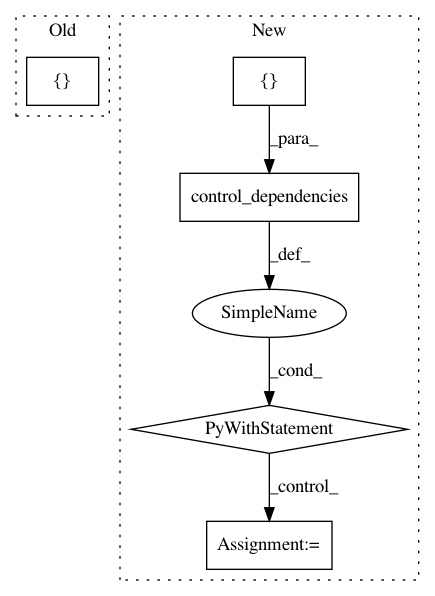 Old
New
{}
{}
_para_
control_dependencies
_def_
SimpleName
_cond_
PyWithStatement
_control_
Assignment:=